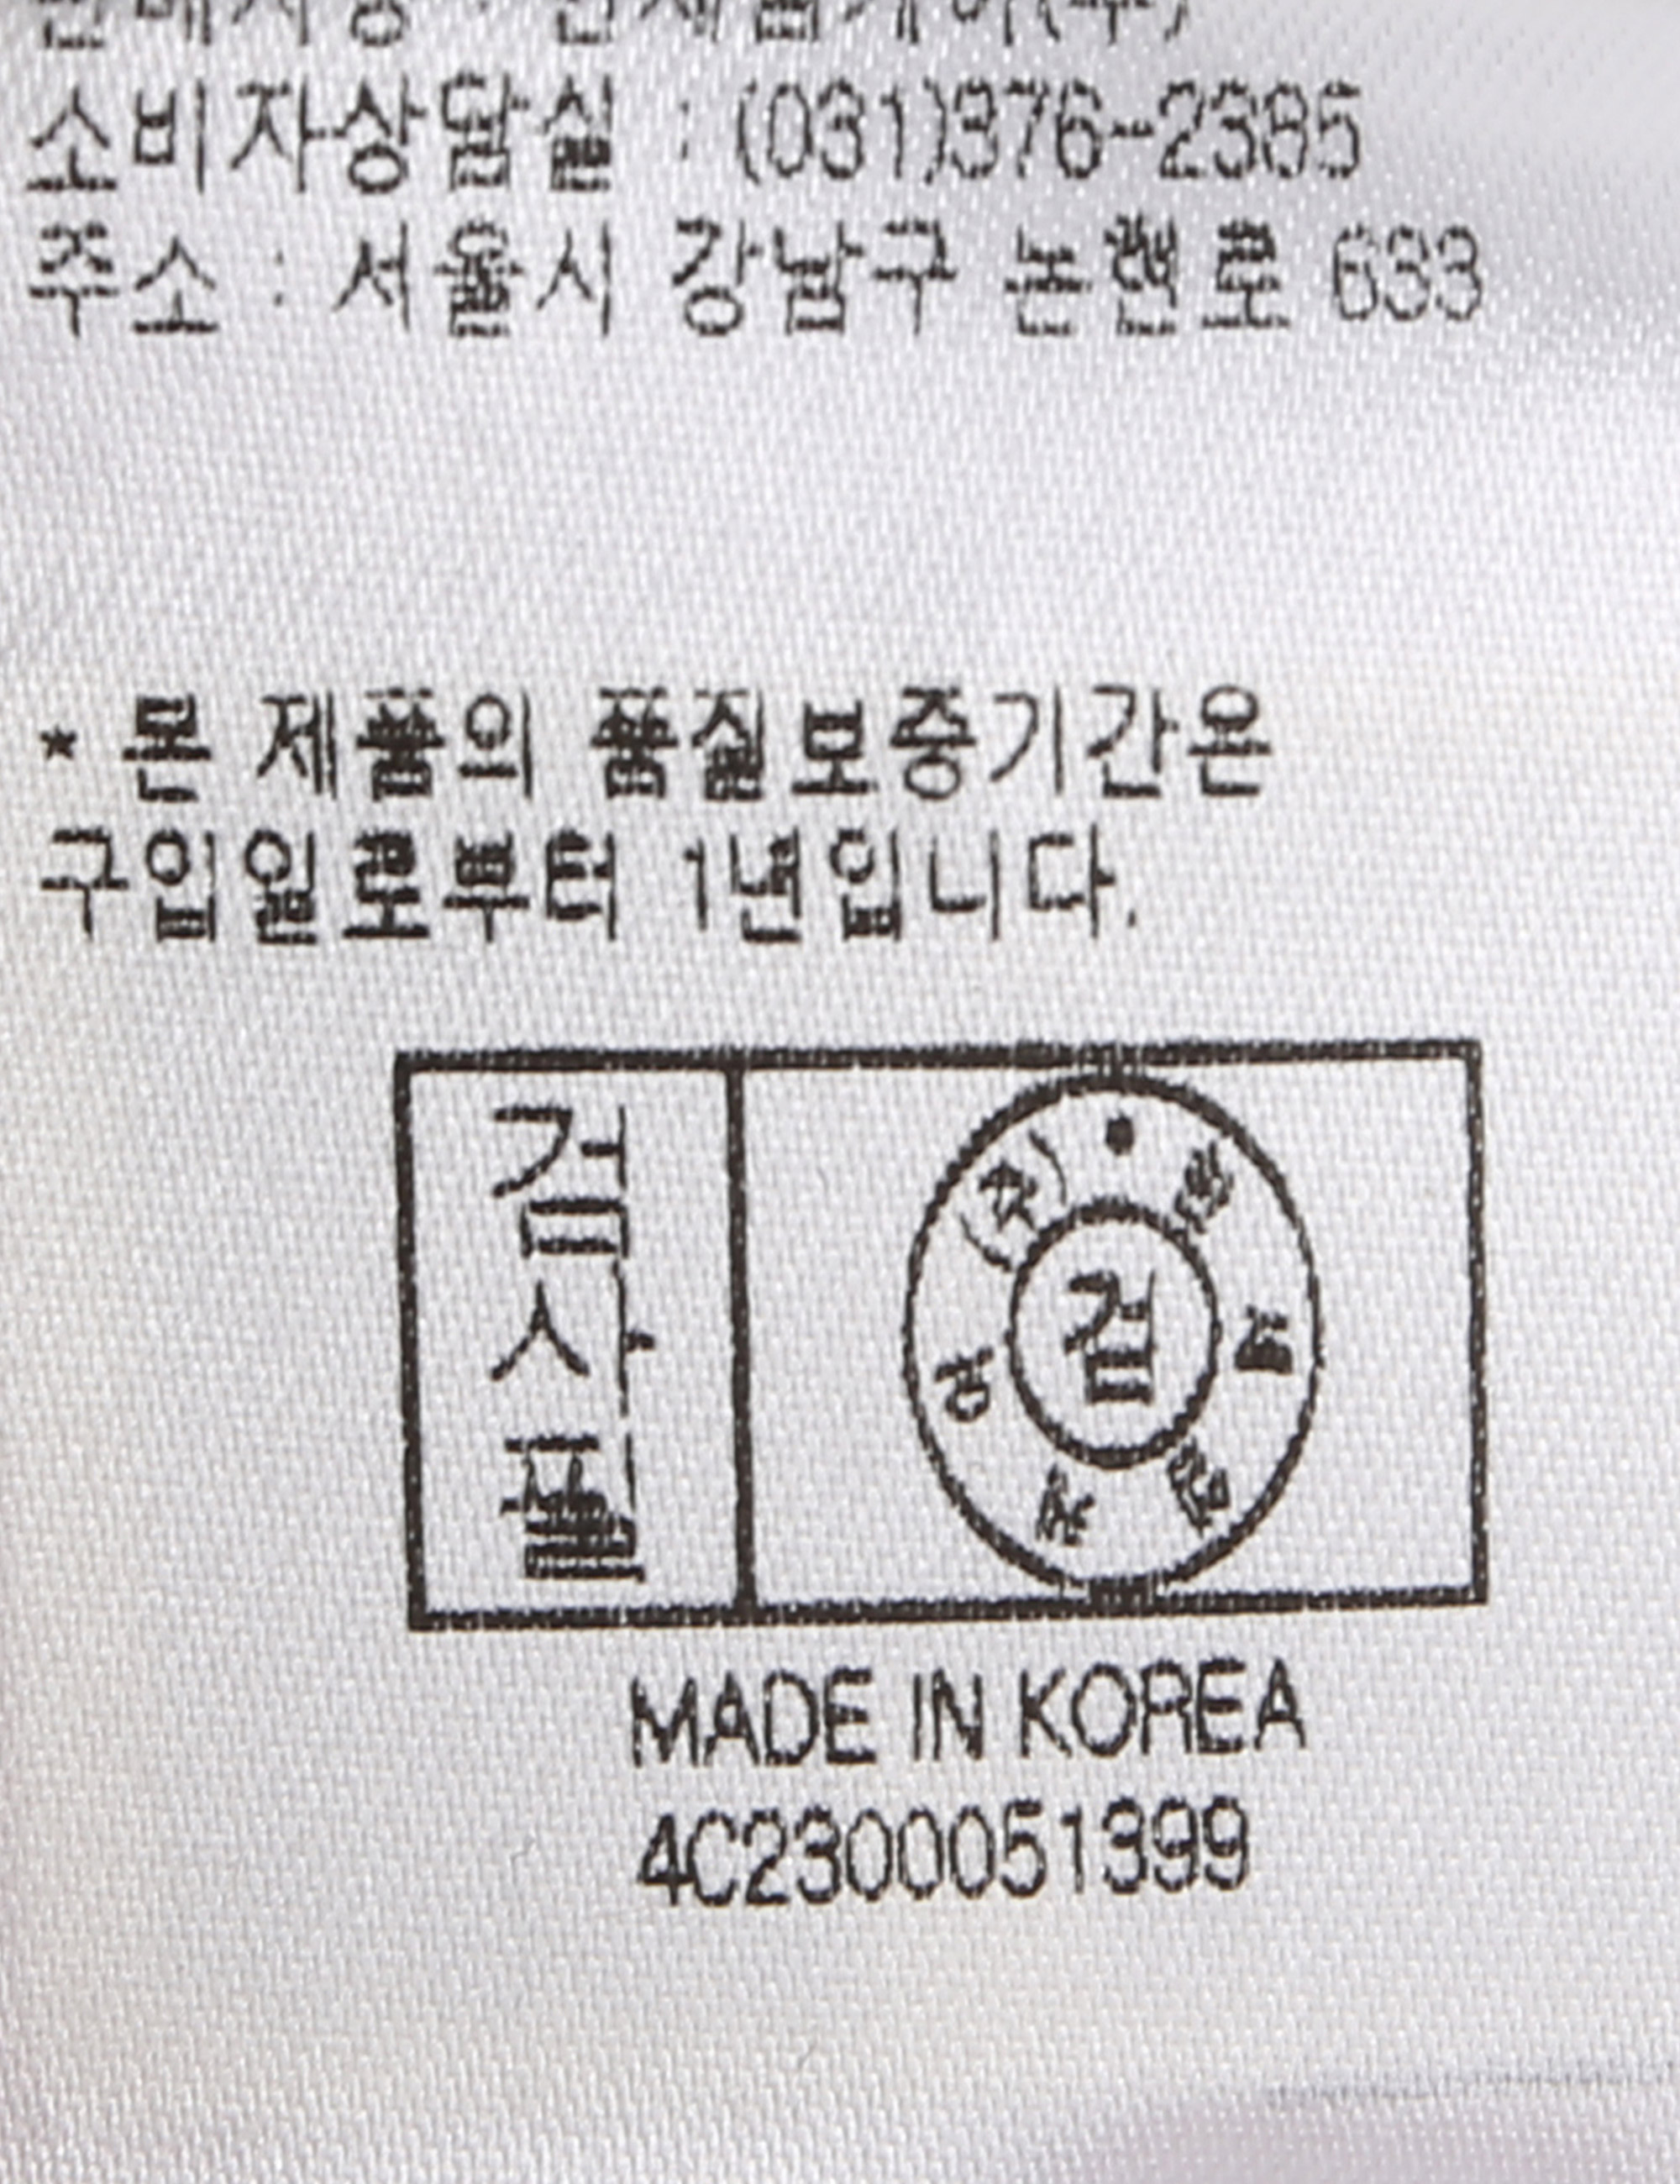 소비자상담실 : (031)376-2385
주소 : 서울시 강남구 논현로 633
* 본 제품의 품질보증기간은
구입일로부터 1년입니다.
검사필
(주)
검
MADE IN KOREA
4C2300051399